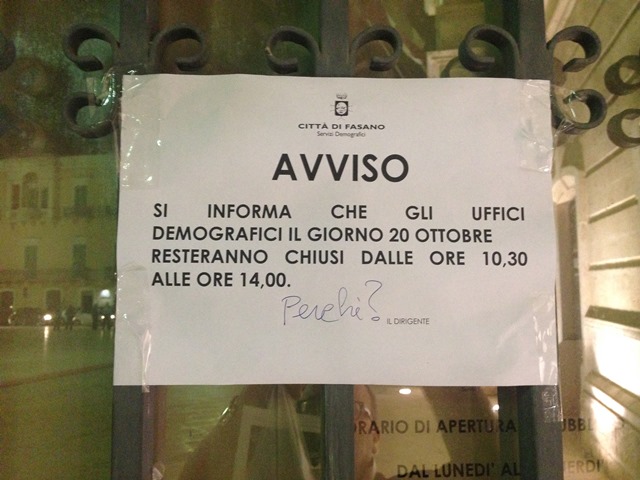 CITTÀ DI FASANO
Servizi Demografici
AVVISO
SI INFORMA CHE GLI UFFICI
DEMOGRAFICI IL GIORNO 20 OTTOBRE
RESTERANNO CHIUSI DALLE ORE 10,30
ALLE ORE 14,00.
Perchè?
IL DIRIGENTE
ORARIO DI APERTURA
DAL LUNEDI' AL